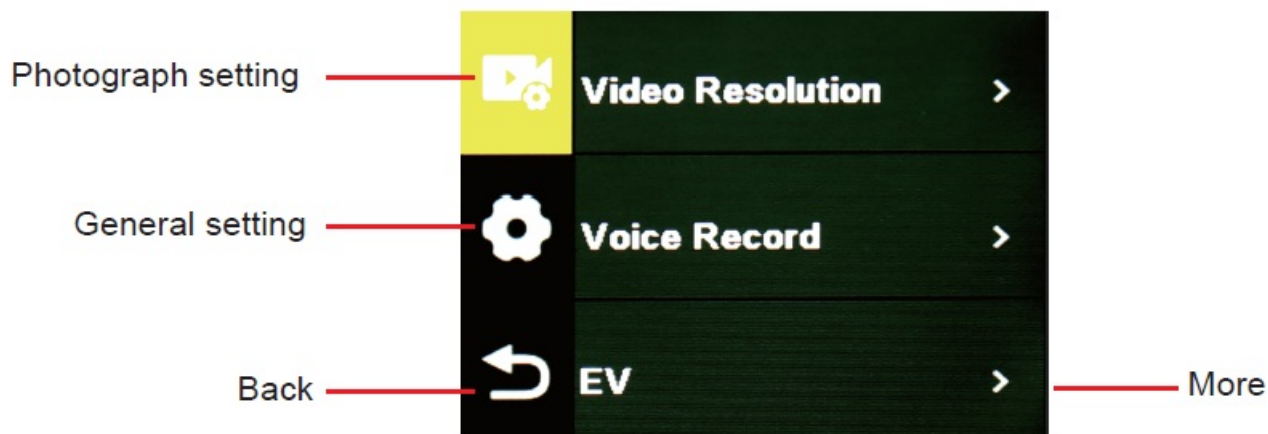 Photograph setting
Video Resolution
General setting
Voice Record
Back
EV
More